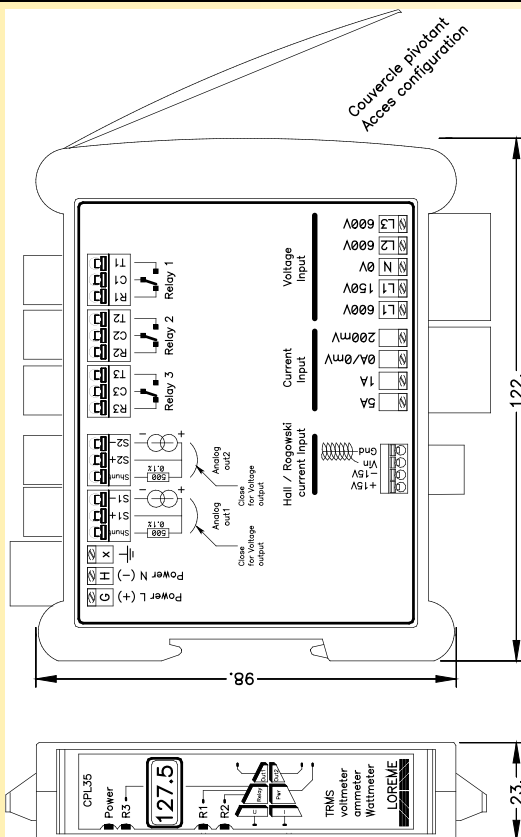 Couvercle pivotant
Acces configuration
T1
C1
R1
Relay 1
T2
C2
R2
Relay 2
T3
C3
R3
Relay 3
S2-
S2+
Shunt
500
0.1%
-
+
Analog
out2
Close
for Voltage
output
S1-
S1+
Shunt
500
0.1%
-
+
Analog
out1
Close
for Voltage
output
x
H
Power N (-)
G
Power L (+)
Voltage
Input
L3 600V
L2 600V
N 0V
L1 150V
L1 600V
Current
Input
200mV
0A/0mV
1A
5A
Hall / Rogowski
current Input
Gnd
Vin
-15V
+15V
122.
98.
CPL35
Power
R3
127.5
R1
R2
Relay
Out1
Out2
Pwr
U
I
TRMS
voltmeter
ammeter
Wattmeter
LOREME
23.